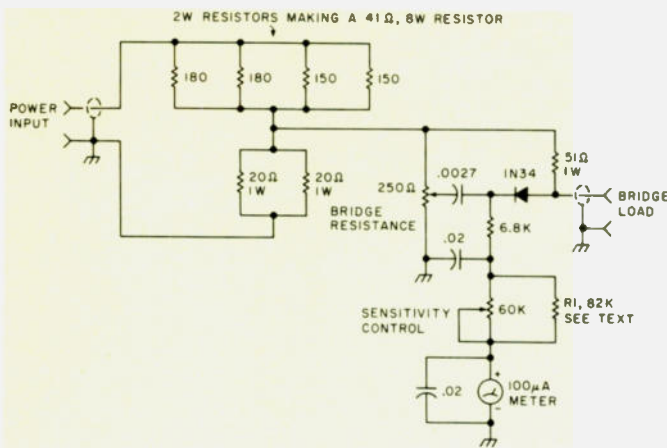 2W RESISTORS MAKING A 41Ω, 8W RESISTOR
180
180
150
150
POWER
INPUT
20Ω
1W
20Ω
1W
51Ω
1W
250Ω
.0027
1N34
BRIDGE
LOAD
BRIDGE
RESISTANCE
6.8K
.02
SENSITIVITY
CONTROL
60K
R1, 82K
SEE TEXT
.02
+
100μA
METER
-